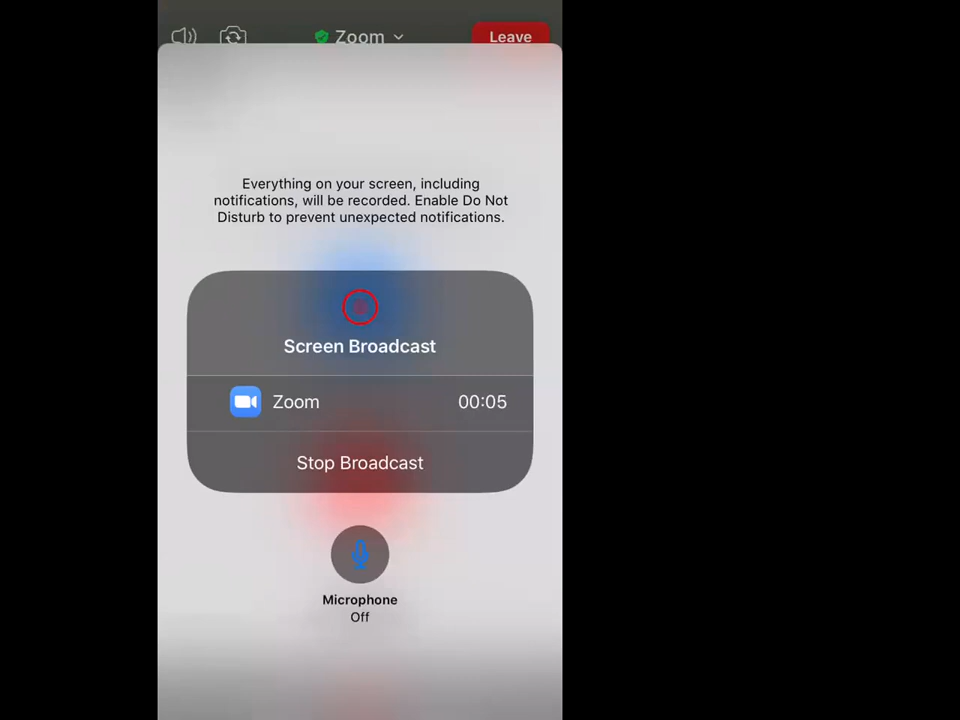 Zoom
Leave
Everything on your screen, including
notifications, will be recorded. Enable Do Not
Disturb to prevent unexpected notifications.
Screen Broadcast
Zoom 00:05
Stop Broadcast
Microphone
Off